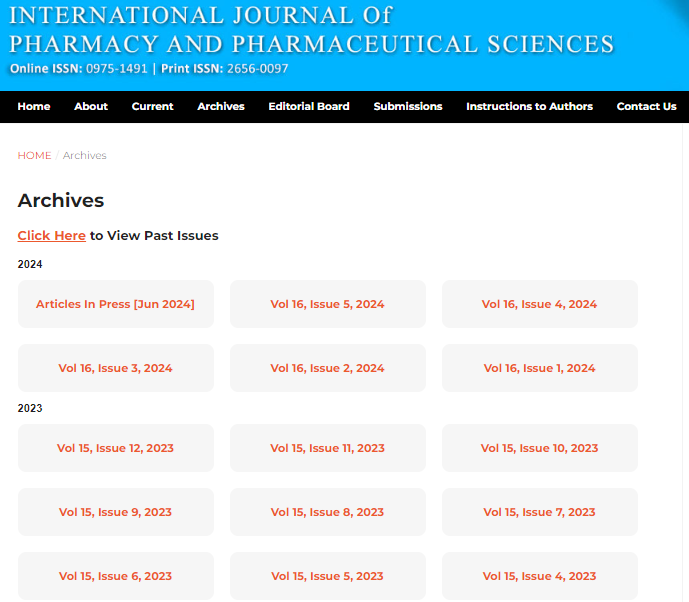 INTERNATIONAL JOURNAL Of
PHARMACY AND PHARMACEUTICAL SCIENCES
Online ISSN: 0975-1491 | Print ISSN: 2656-0097
Home About Current Archives Editorial Board Submissions Instructions to Authors Contact Us
HOME / Archives
Archives
Click Here to View Past Issues
2024
Articles In Press [Jun 2024] Vol 16, Issue 5, 2024 Vol 16, Issue 4, 2024
Vol 16, Issue 3, 2024 Vol 16, Issue 2, 2024 Vol 16, Issue 1, 2024
2023
Vol 15, Issue 12, 2023 Vol 15, Issue 11, 2023 Vol 15, Issue 10, 2023
Vol 15, Issue 9, 2023 Vol 15, Issue 8, 2023 Vol 15, Issue 7, 2023
Vol 15, Issue 6, 2023 Vol 15, Issue 5, 2023 Vol 15, Issue 4, 2023